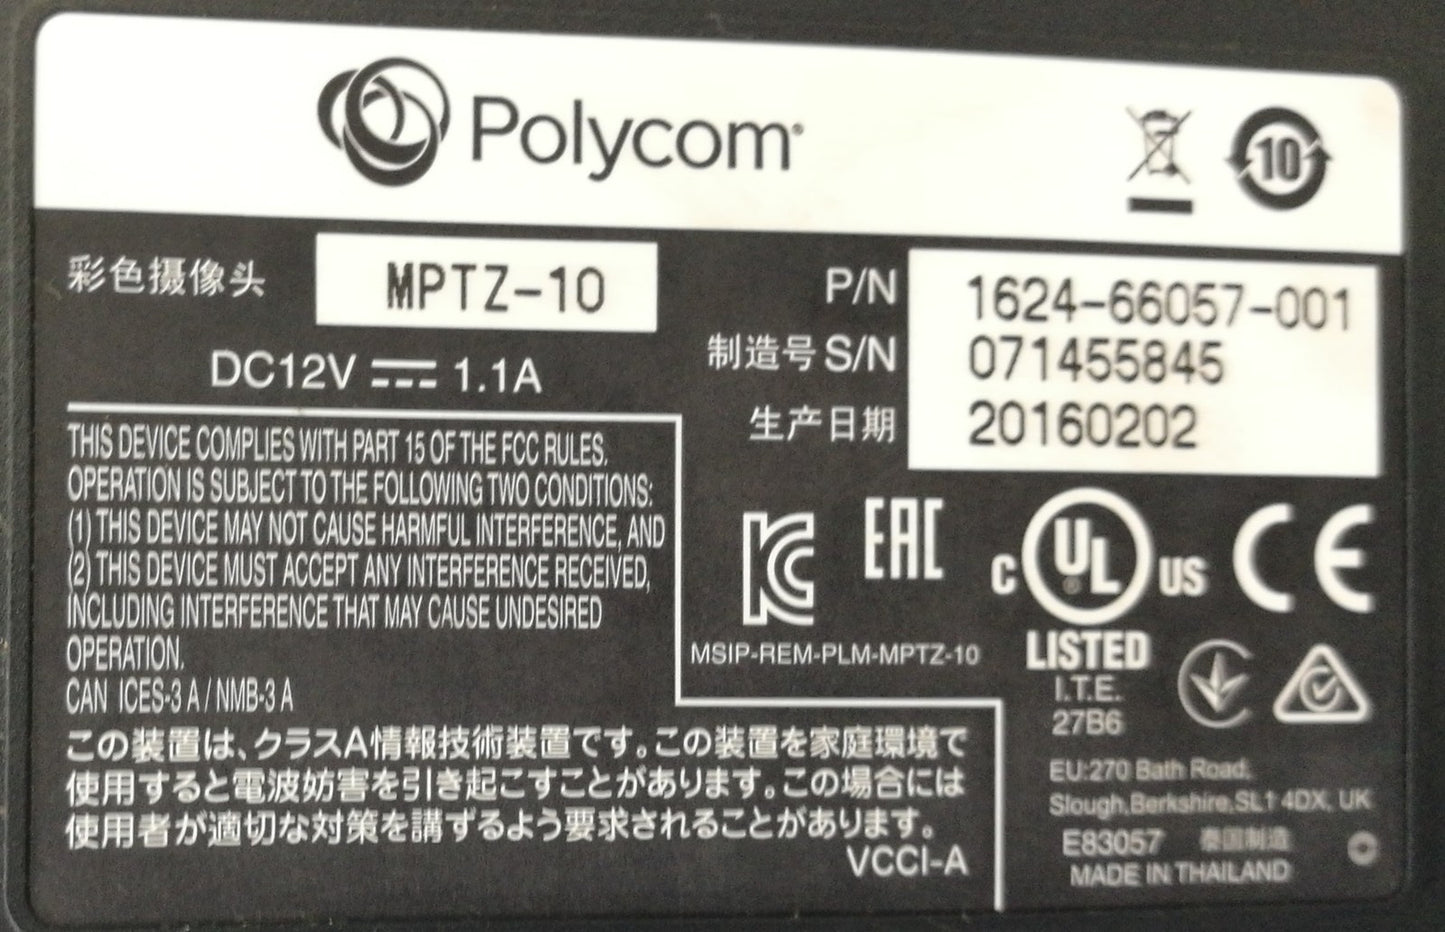 Polycom
10
彩色摄像头 MPTZ-10
DC12V ⎓ 1.1A
P/N 1624-66057-001
制造号 S/N 071455845
生产日期 20160202
THIS DEVICE COMPLIES WITH PART 15 OF THE FCC RULES.
OPERATION IS SUBJECT TO THE FOLLOWING TWO CONDITIONS:
(1) THIS DEVICE MAY NOT CAUSE HARMFUL INTERFERENCE, AND
(2) THIS DEVICE MUST ACCEPT ANY INTERFERENCE RECEIVED,
INCLUDING INTERFERENCE THAT MAY CAUSE UNDESIRED
OPERATION.
CAN ICES-3 A / NMB-3 A
EAC
C UL US
CE
MSIP-REM-PLM-MPTZ-10
LISTED
I.T.E.
27B6
この装置は、クラスA情報技術装置です。この装置を家庭環境で
使用すると電波妨害を引き起こすことがあります。この場合には
使用者が適切な対策を講ずるよう要求されることがあります。
VCCI-A
EU:270 Bath Road,
Slough,Berkshire,SL1 4DX, UK
E83057 泰国制造
MADE IN THAILAND